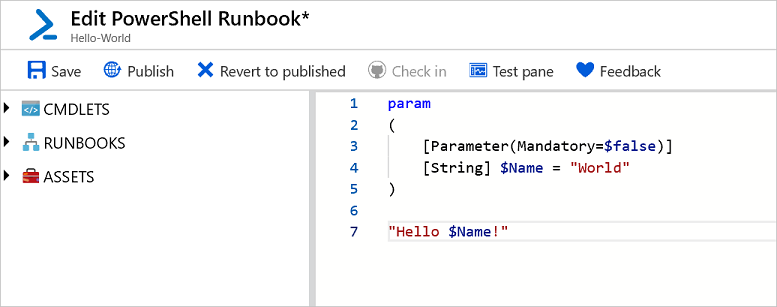 Edit PowerShell Runbook*
Hello-World
Save Publish Revert to published Check in Test pane Feedback
CMDLETS
RUNBOOKS
ASSETS
1 param
2 (
3     [Parameter(Mandatory=$false)]
4     [String] $Name = "World"
5 )
6
7 "Hello $Name!"